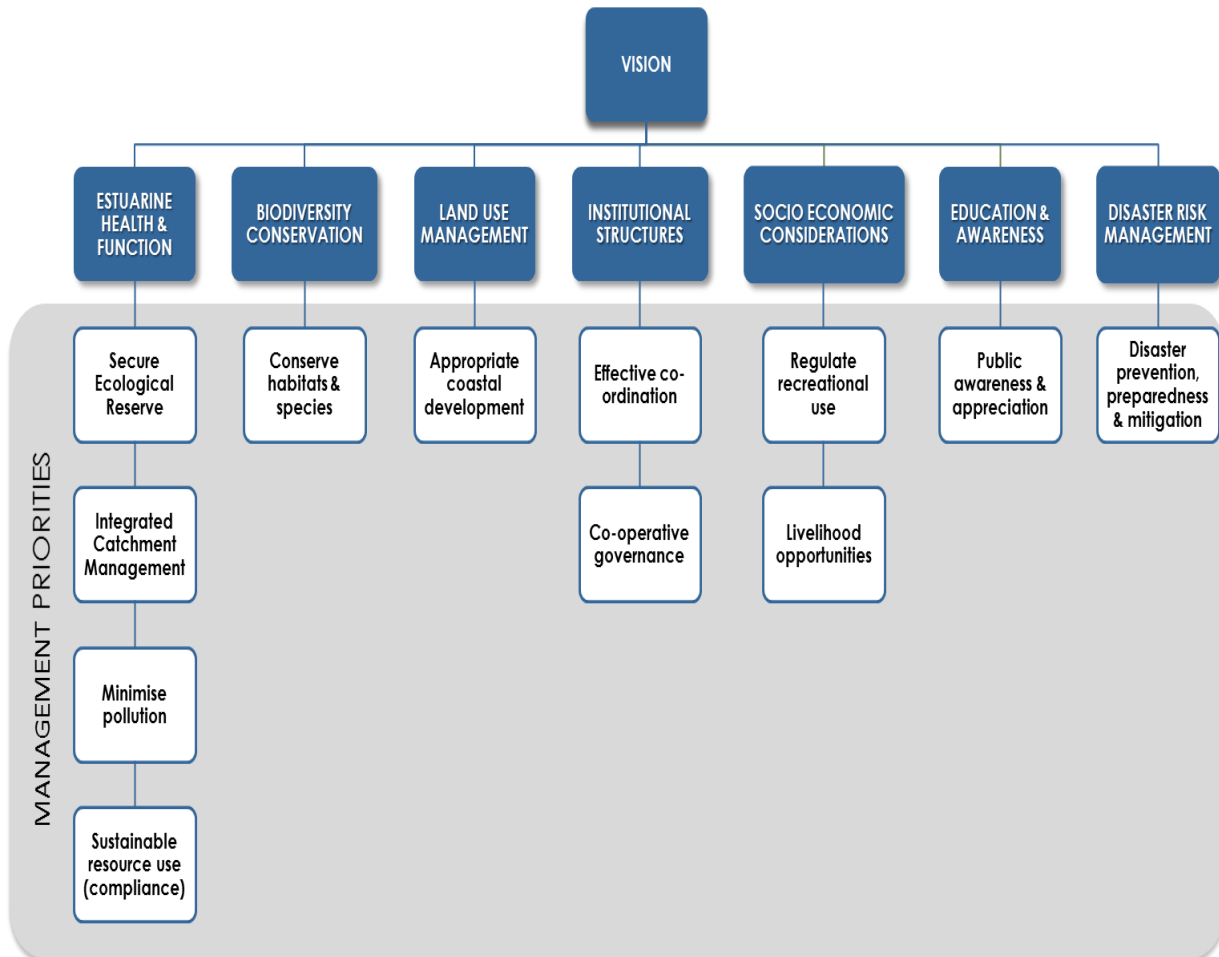 VISION
ESTUARINE
HEALTH &
FUNCTION
BIODIVERSITY
CONSERVATION
LAND USE
MANAGEMENT
INSTITUTIONAL
STRUCTURES
SOCIO ECONOMIC
CONSIDERATIONS
EDUCATION &
AWARENESS
DISASTER RISK
MANAGEMENT
MANAGEMENT PRIORITIES
Secure
Ecological
Reserve
Conserve
habitats &
species
Appropriate
coastal
development
Effective co-
ordination
Regulate
recreational
use
Public
awareness &
appreciation
Disaster
prevention,
preparedness
& mitigation
Integrated
Catchment
Management
Co-operative
governance
Livelihood
opportunities
Minimise
pollution
Sustainable
resource use
(compliance)